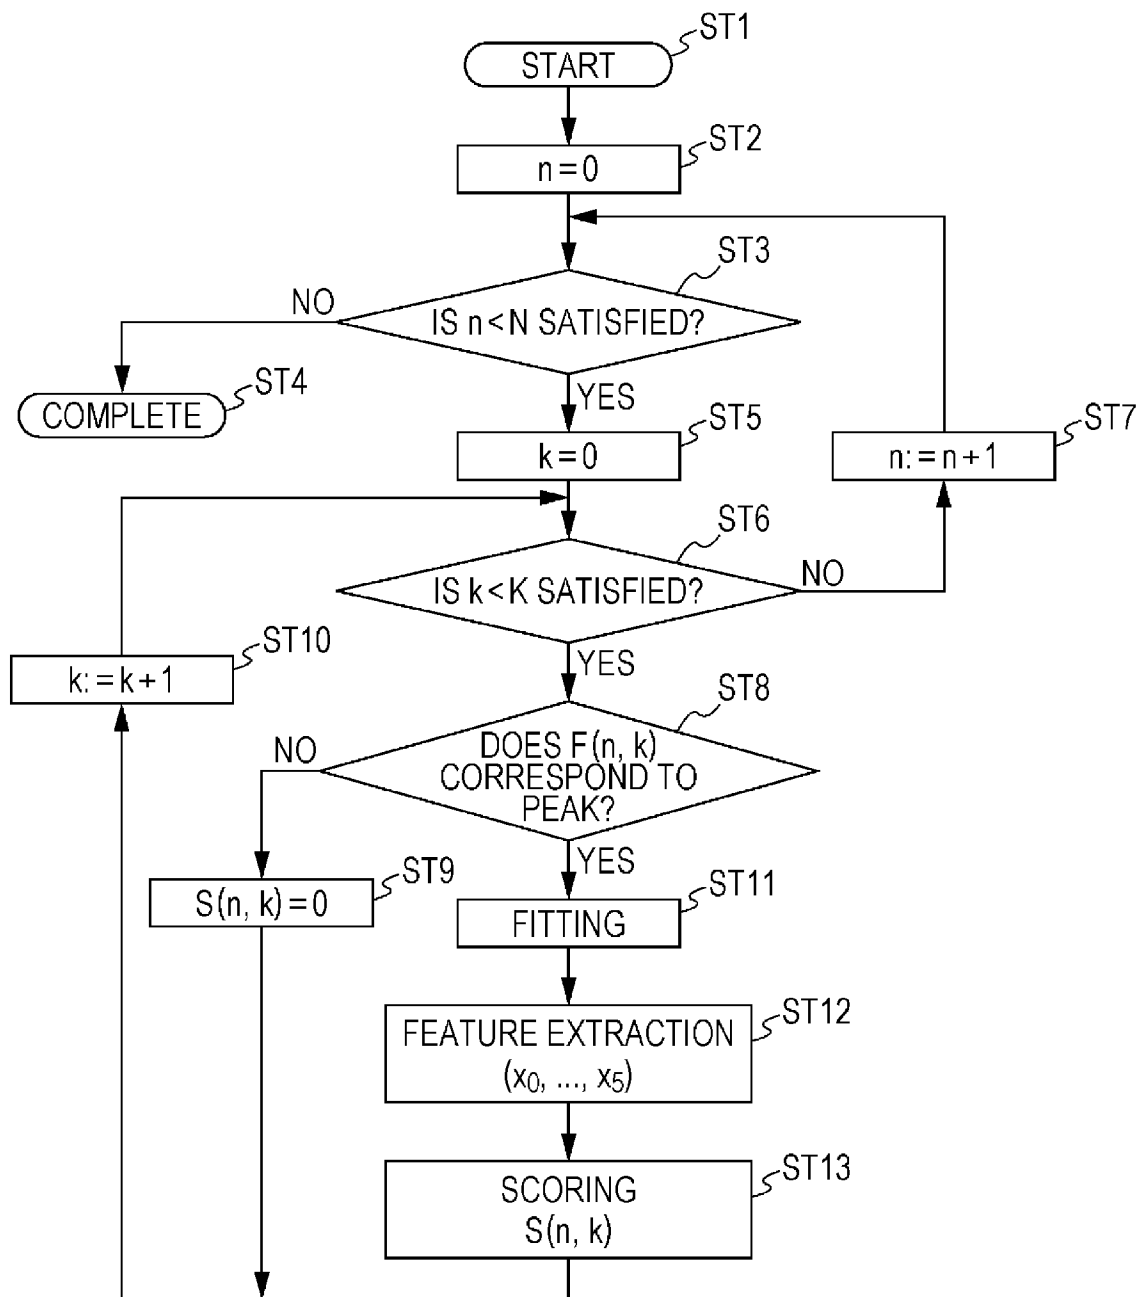 ST1
START
ST2
n=0
ST3
NO
IS n<N SATISFIED?
ST4
COMPLETE
YES
ST5
k=0
ST7
n:=n+1
ST6
IS k<K SATISFIED?
NO
ST10
k:=k+1
YES
ST8
NO
DOES F(n, k)
CORRESPOND TO
PEAK?
YES
ST9
S(n, k)=0
ST11
FITTING
ST12
FEATURE EXTRACTION
(x₀, ..., x₅)
ST13
SCORING
S(n, k)